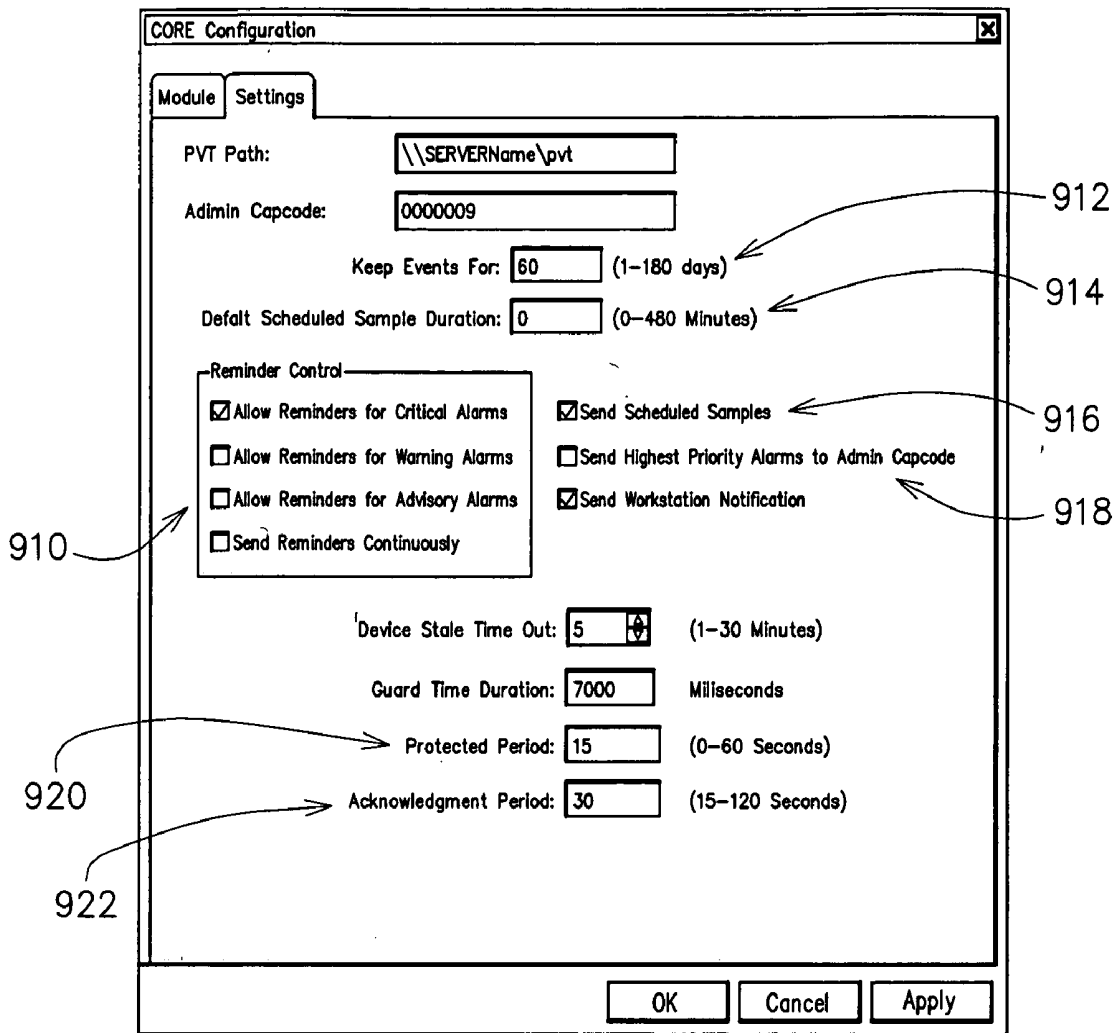 CORE Configuration
Module Settings
PVT Path: \\SERVERName\pvt
Adimin Capcode: 0000009
912
Keep Events For: 60 (1-180 days)
914
Defalt Scheduled Sample Duration: 0 (0-480 Minutes)
Reminder Control
Allow Reminders for Critical Alarms
Send Scheduled Samples
916
Allow Reminders for Warning Alarms
Send Highest Priority Alarms to Admin Capcode
Allow Reminders for Advisory Alarms
Send Workstation Notification
918
910
Send Reminders Continuously
Device Stale Time Out: 5 (1-30 Minutes)
Guard Time Duration: 7000 Miliseconds
Protected Period: 15 (0-60 Seconds)
920
Acknowledgment Period: 30 (15-120 Seconds)
922
OK Cancel Apply